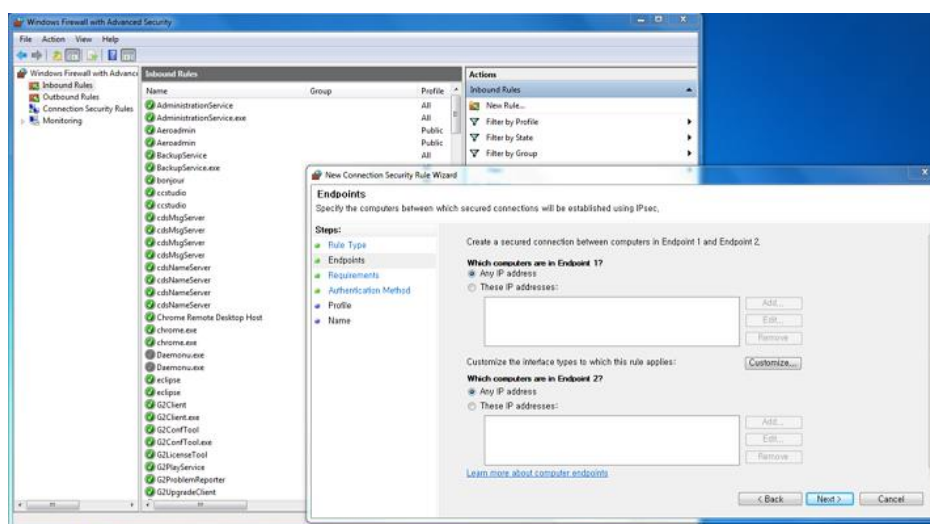 Windows Firewall with Advanced Security
File Action View Help
Windows Firewall with Advanc
Inbound Rules
Outbound Rules
Connection Security Rules
Monitoring
Inbound Rules
Name Group Profile
AdministrationService All
AdministrationService.exe All
Aeroadmin Public
Aeroadmin Public
BackupService All
BackupService.exe
bonjour
ccstudio
ccstudio
cdsMsgServer
cdsMsgServer
cdsMsgServer
cdsMsgServer
cdsNameServer
cdsNameServer
cdsNameServer
cdsNameServer
Chrome Remote Desktop Host
chrome.exe
chrome.exe
Daemonu.exe
Daemonu.exe
eclipse
eclipse
G2Client
G2Client.exe
G2ConfTool
G2ConfTool.exe
G2LicenseTool
G2PlayService
G2ProblemReporter
G2UpgradeClient
Actions
Inbound Rules
New Rule...
Filter by Profile
Filter by State
Filter by Group
New Connection Security Rule Wizard
Endpoints
Specify the computers between which secured connections will be established using IPsec.
Steps:
Rule Type
Endpoints
Requirements
Authentication Method
Profile
Name
Create a secured connection between computers in Endpoint 1 and Endpoint 2.
Which computers are in Endpoint 1?
Any IP address
These IP addresses:
Add...
Edit...
Remove
Customize the interface types to which this rule applies:
Customize...
Which computers are in Endpoint 2?
Any IP address
These IP addresses:
Add...
Edit...
Remove
Learn more about computer endpoints
< Back Next > Cancel